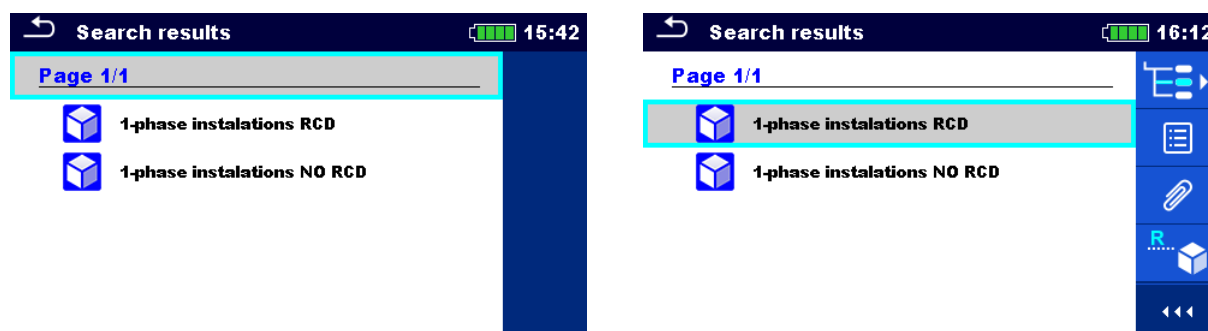 Search results 15:42
Page 1/1
1-phase instalations RCD
1-phase instalations NO RCD
Search results 16:12
Page 1/1
1-phase instalations RCD
1-phase instalations NO RCD
R